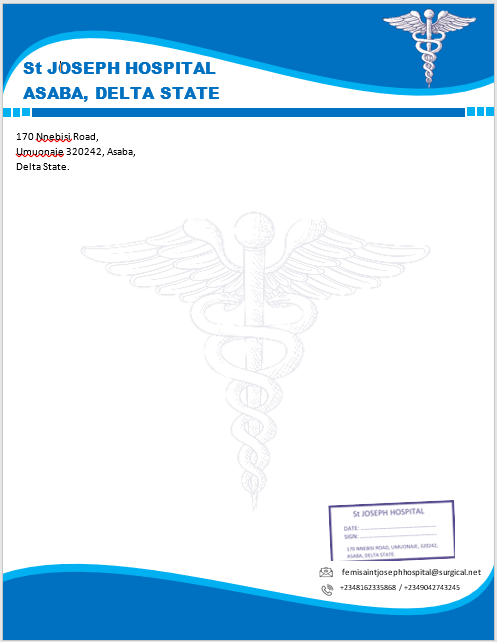 St JOSEPH HOSPITAL
ASABA, DELTA STATE
170 Nnebisi Road,
Umuonaje 320242, Asaba,
Delta State.
St JOSEPH HOSPITAL
DATE:
SIGN:
170 NNEBISI ROAD, UMUONAJE, 320242,
ASABA, DELTA STATE
femisaintjosephhospital@surgical.net
+2348162335868 / +2349042743245